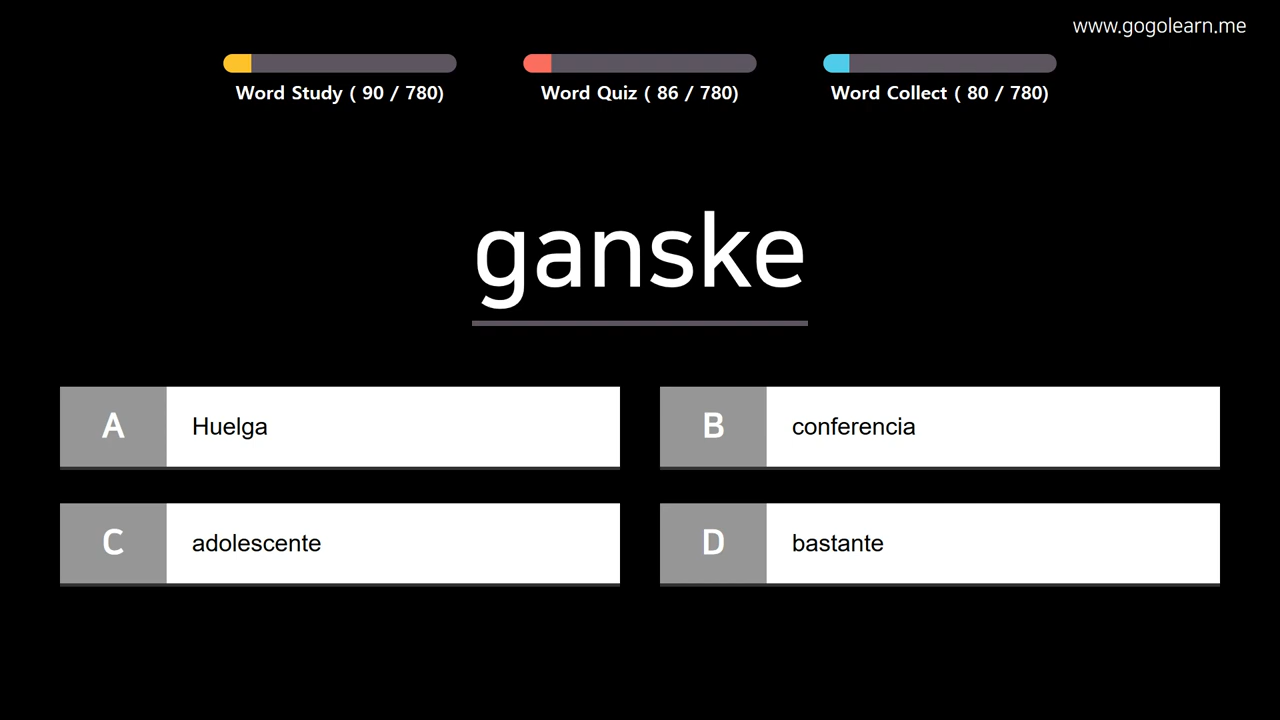 www.gogolearn.me
Word Study ( 90 / 780)
Word Quiz ( 86 / 780)
Word Collect ( 80 / 780)
ganske
A Huelga
B conferencia
C adolescente
D bastante